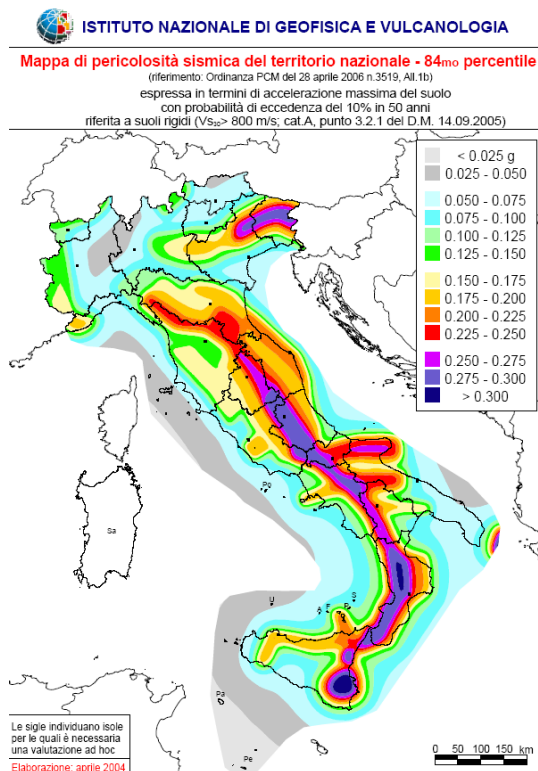 ISTITUTO NAZIONALE DI GEOFISICA E VULCANOLOGIA
Mappa di pericolosità sismica del territorio nazionale - 84mo percentile
(riferimento: Ordinanza PCM del 28 aprile 2006 n.3519, All.1b)
espressa in termini di accelerazione massima del suolo
con probabilità di eccedenza del 10% in 50 anni
riferita a suoli rigidi (Vs30> 800 m/s; cat.A, punto 3.2.1 del D.M. 14.09.2005)
< 0.025 g
0.025 - 0.050
0.050 - 0.075
0.075 - 0.100
0.100 - 0.125
0.125 - 0.150
0.150 - 0.175
0.175 - 0.200
0.200 - 0.225
0.225 - 0.250
0.250 - 0.275
0.275 - 0.300
> 0.300
Po
Sa
U
S
A
F
P
Pa
Pe
Le sigle individuano isole
per le quali è necessaria
una valutazione ad hoc
Elaborazione: aprile 2004
0 50 100 150 km